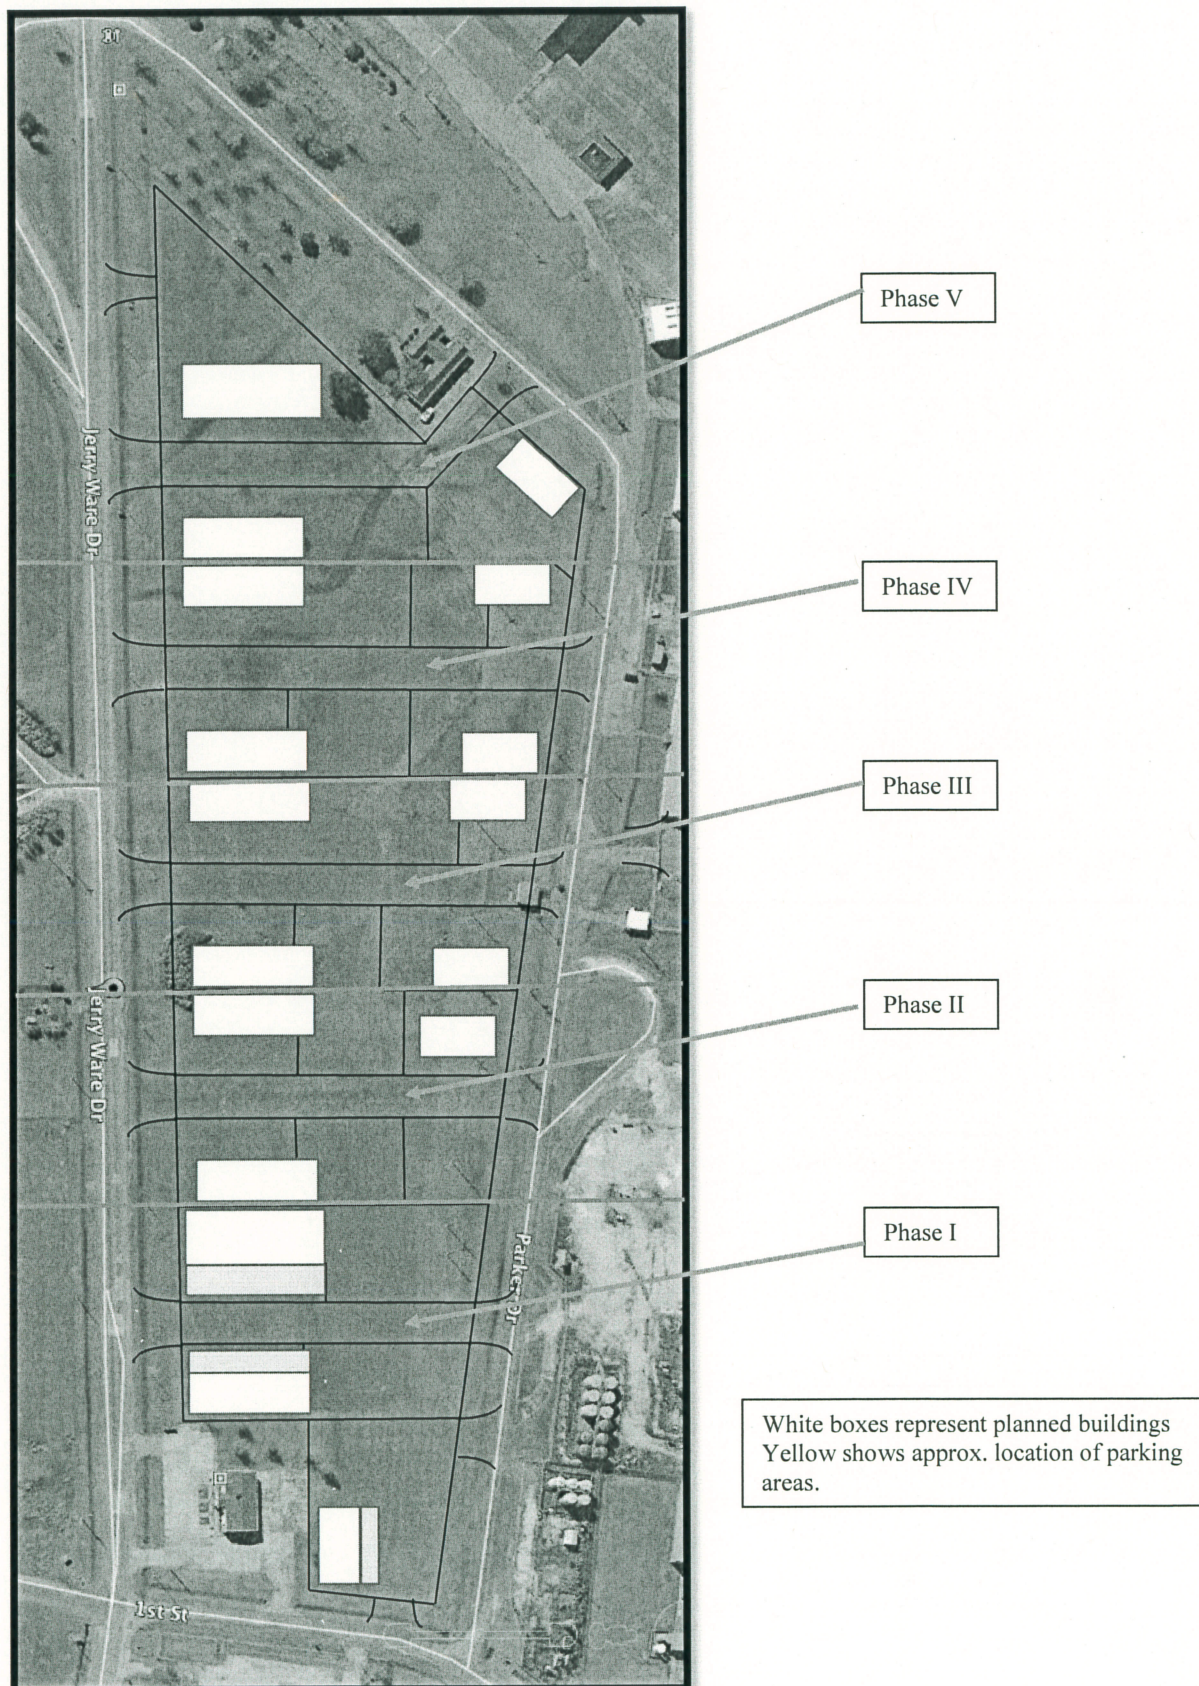 Phase V
Jerry Ware Dr
Phase IV
Phase III
Phase II
Jerry Ware Dr
Phase I
Parker Dr
White boxes represent planned buildings
Yellow shows approx. location of parking
areas.
1st St